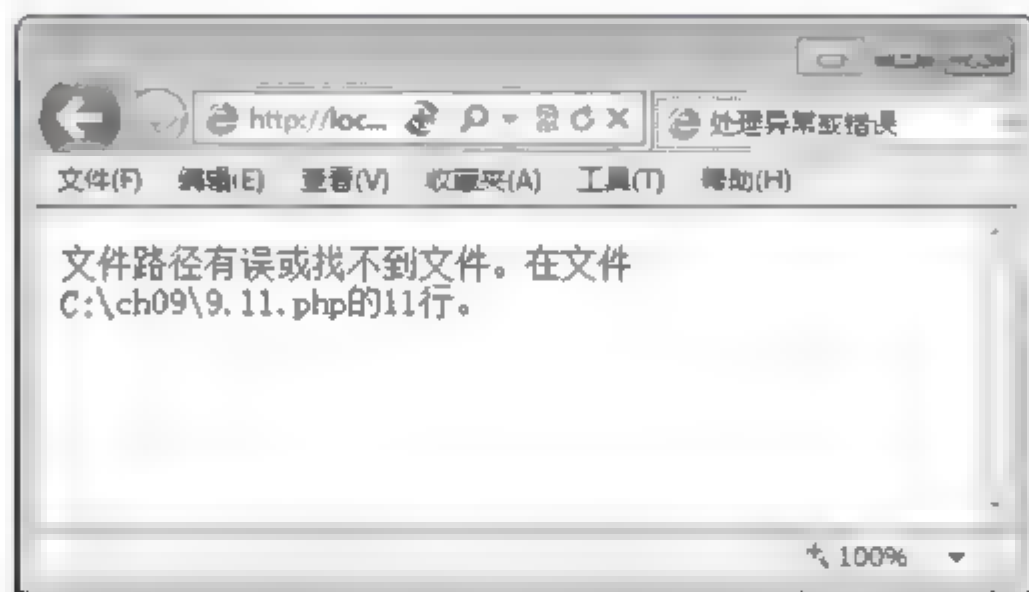 http://loc... 处理异常或错误
文件(F) 编辑(E) 查看(V) 收藏夹(A) 工具(T) 帮助(H)
文件路径有误或找不到文件。在文件
C:\ch09\9.11.php的11行。
100%